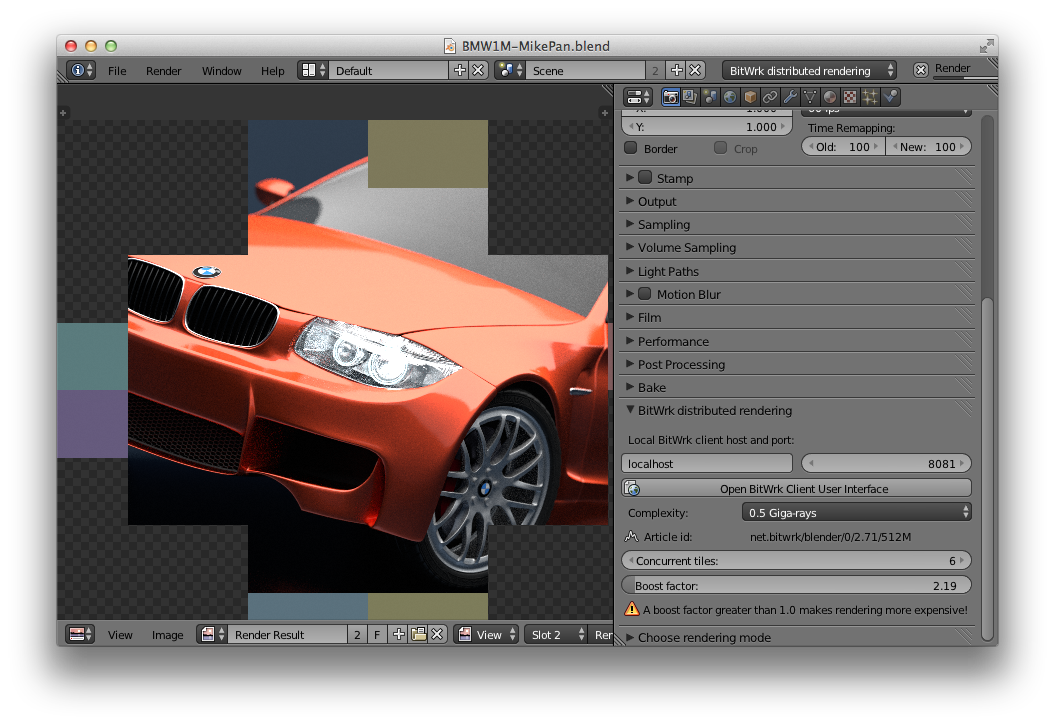 BMW1M-MikePan.blend
File Render Window Help Default Scene 2 BitWrk distributed rendering Render
Y: 1.000
Time Remapping:
Border Crop Old: 100 New: 100
Stamp
Output
Sampling
Volume Sampling
Light Paths
Motion Blur
Film
Performance
Post Processing
Bake
BitWrk distributed rendering
Local BitWrk client host and port:
localhost 8081
Open BitWrk Client User Interface
Complexity: 0.5 Giga-rays
Article id: net.bitwrk/blender/0/2.71/512M
Concurrent tiles: 6
Boost factor: 2.19
A boost factor greater than 1.0 makes rendering more expensive!
Choose rendering mode
View Image Render Result 2 F View Slot 2 Rer